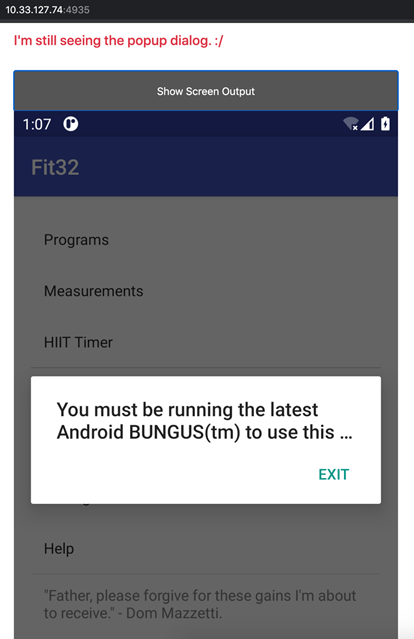 10.33.127.74:4935
I'm still seeing the popup dialog. :/
Show Screen Output
1:07
Fit32
Programs
Measurements
HIIT Timer
You must be running the latest
Android BUNGUS(tm) to use this ...
EXIT
Help
"Father, please forgive for these gains I'm about
to receive." - Dom Mazzetti.